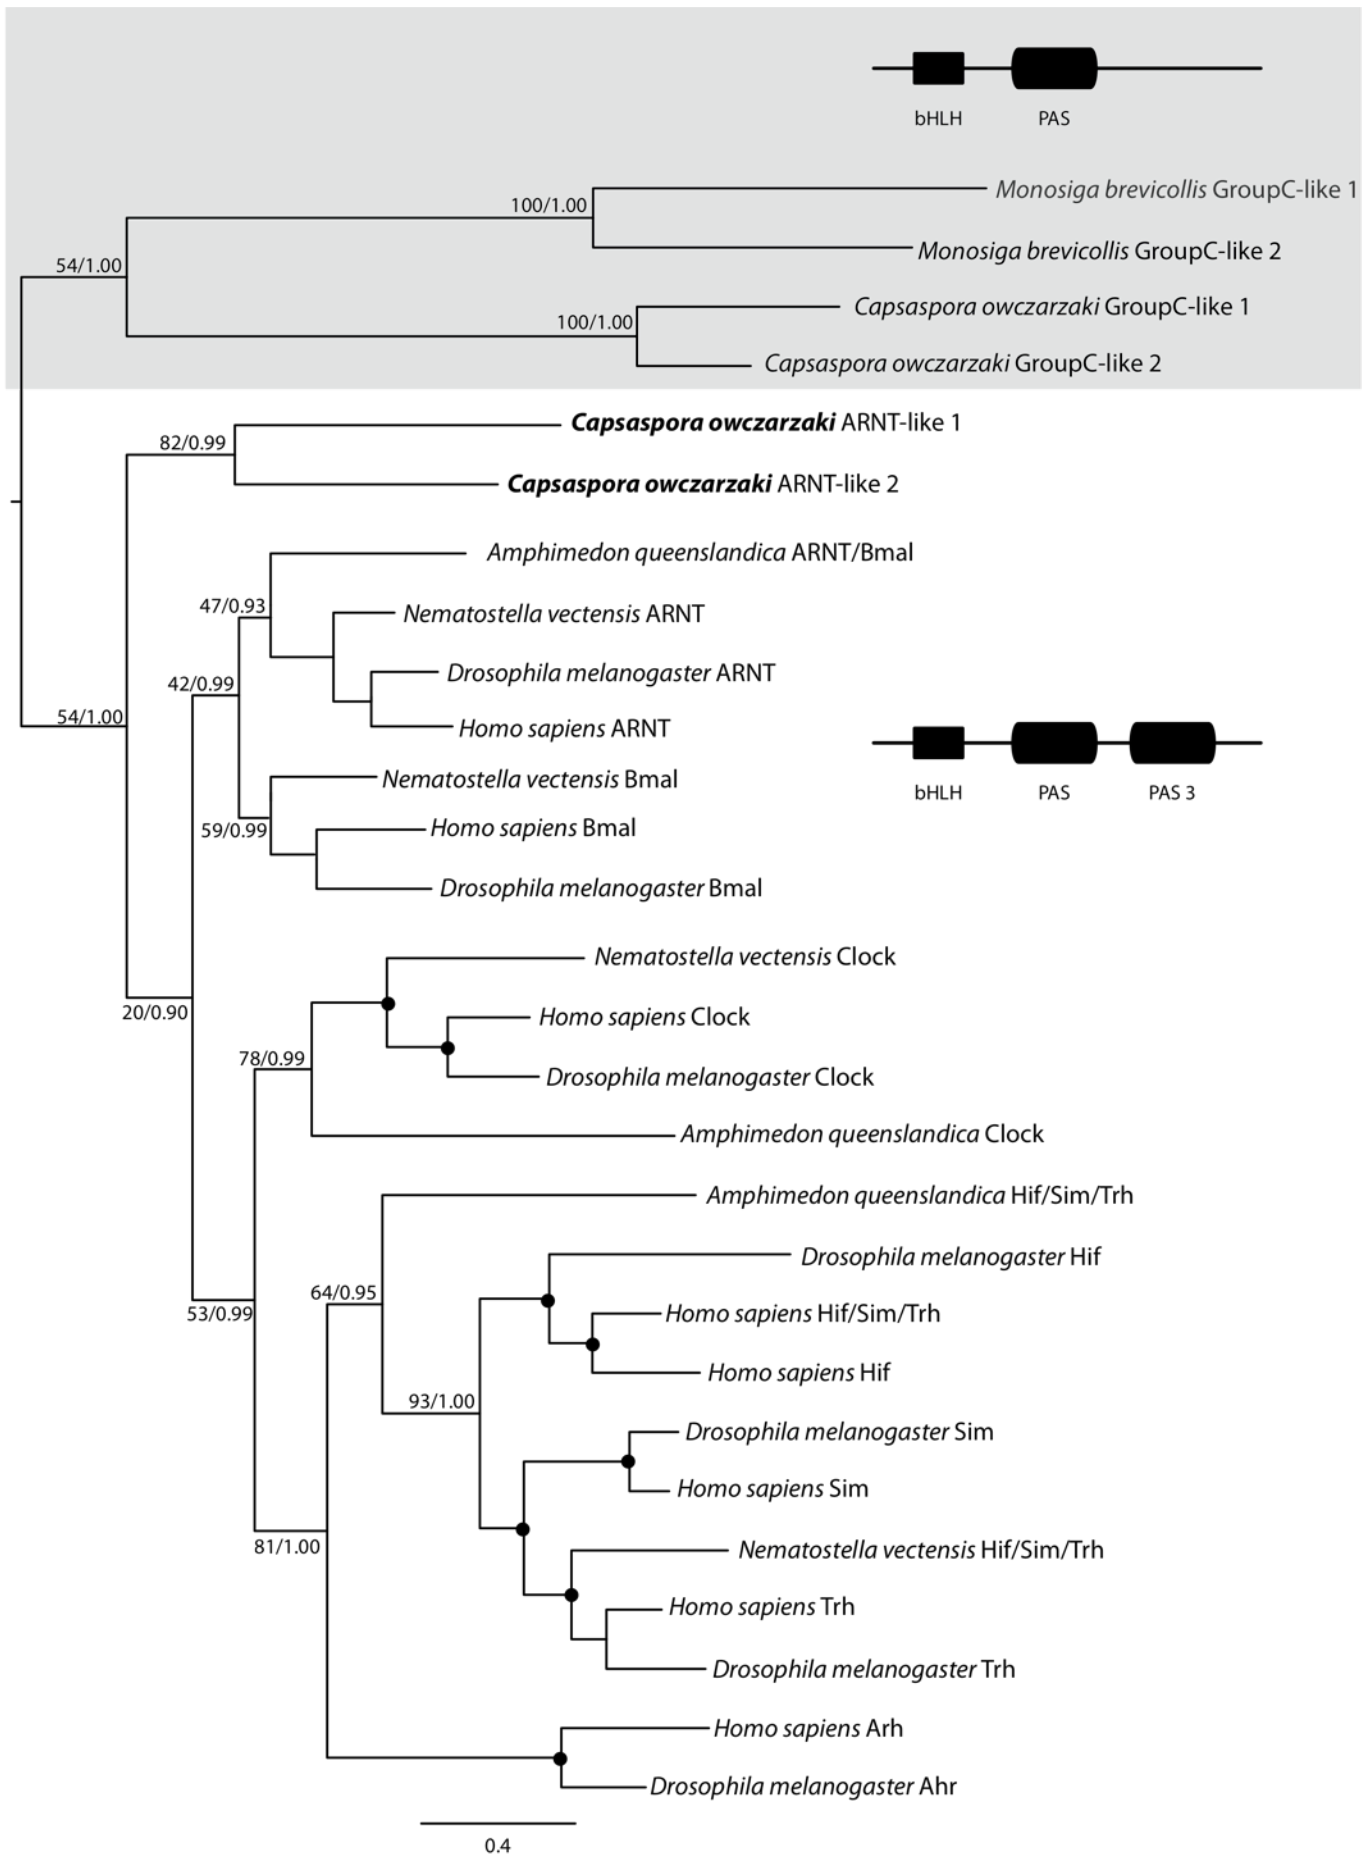 bHLH PAS
Monosiga brevicollis GroupC-like 1
100/1.00
Monosiga brevicollis GroupC-like 2
54/1.00
Capsaspora owczarzaki GroupC-like 1
100/1.00
Capsaspora owczarzaki GroupC-like 2
Capsaspora owczarzaki ARNT-like 1
82/0.99
Capsaspora owczarzaki ARNT-like 2
Amphimedon queenslandica ARNT/Bmal
47/0.93
Nematostella vectensis ARNT
Drosophila melanogaster ARNT
42/0.99
54/1.00
Homo sapiens ARNT
Nematostella vectensis Bmal
bHLH PAS PAS 3
59/0.99
Homo sapiens Bmal
Drosophila melanogaster Bmal
Nematostella vectensis Clock
20/0.90
Homo sapiens Clock
78/0.99
Drosophila melanogaster Clock
Amphimedon queenslandica Clock
Amphimedon queenslandica Hif/Sim/Trh
Drosophila melanogaster Hif
64/0.95
53/0.99
Homo sapiens Hif/Sim/Trh
Homo sapiens Hif
93/1.00
Drosophila melanogaster Sim
Homo sapiens Sim
81/1.00
Nematostella vectensis Hif/Sim/Trh
Homo sapiens Trh
Drosophila melanogaster Trh
Homo sapiens Arh
Drosophila melanogaster Ahr
0.4